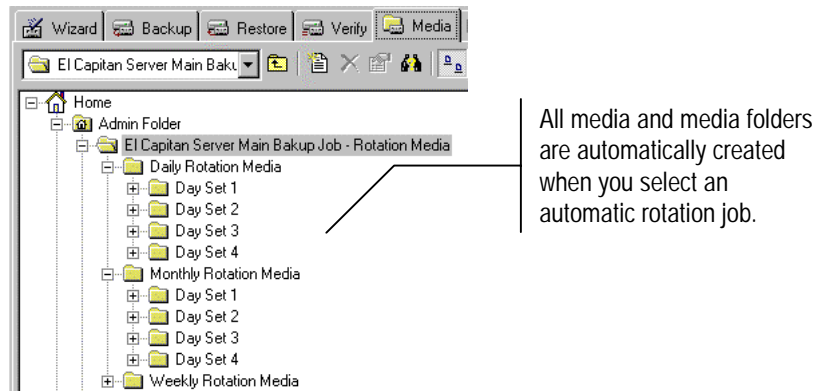 Wizard Backup Restore Verify Media
El Capitan Server Main Baku
Home
Admin Folder
El Capitan Server Main Bakup Job - Rotation Media
Daily Rotation Media
Day Set 1
Day Set 2
Day Set 3
Day Set 4
Monthly Rotation Media
Day Set 1
Day Set 2
Day Set 3
Day Set 4
Weekly Rotation Media
All media and media folders
are automatically created
when you select an
automatic rotation job.